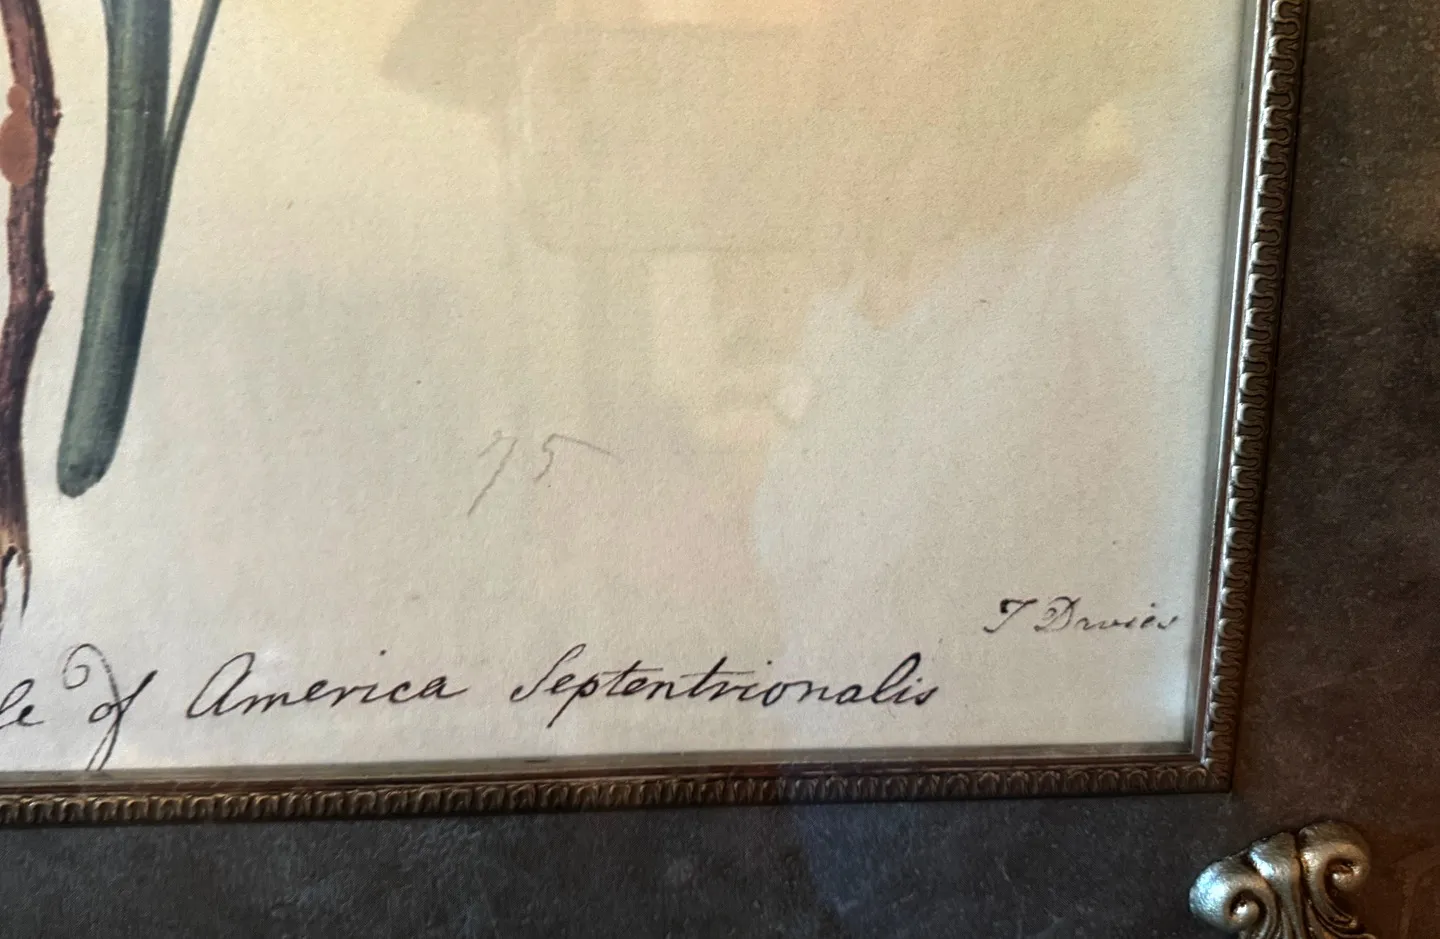 75
T Davies
le of America Septentrionalis